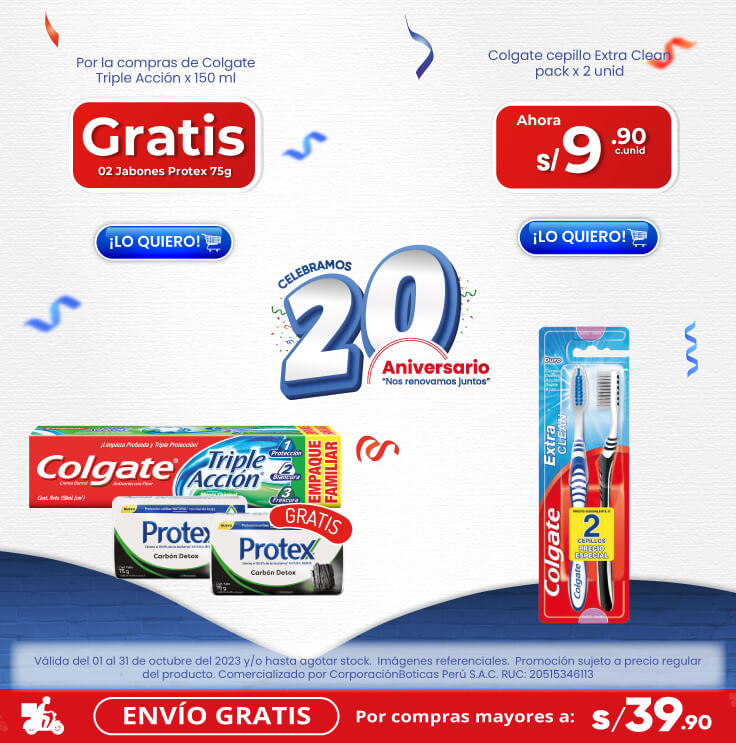 Por la compras de Colgate
Triple Acción x 150 ml
Gratis
02 Jabones Protex 75g
¡LO QUIERO!
Colgate cepillo Extra Clean
pack x 2 unid
Ahora
S/9.90
c.unid
¡LO QUIERO!
CELEBRAMOS
20
Aniversario
"Nos renovamos juntos"
¡Limpieza Profunda y Triple Protección!
Colgate
Triple
Acción
1 Protección
2 Blancura
3 Frescura
EMPAQUE
FAMILIAR
Menta Original
GRATIS
Protex
Carbón Detox
75 g
Protex
Carbón Detox
75 g
Duro
Extra
CLEAN
Colgate
2
CEPILLOS
PRECIO
ESPECIAL
Colgate
Válida del 01 al 31 de octubre del 2023 y/o hasta agotar stock. Imágenes referenciales. Promoción sujeto a precio regular
del producto. Comercializado por CorporaciónBoticas Perú S.A.C. RUC: 20515346113
ENVÍO GRATIS
Por compras mayores a:
S/39.90